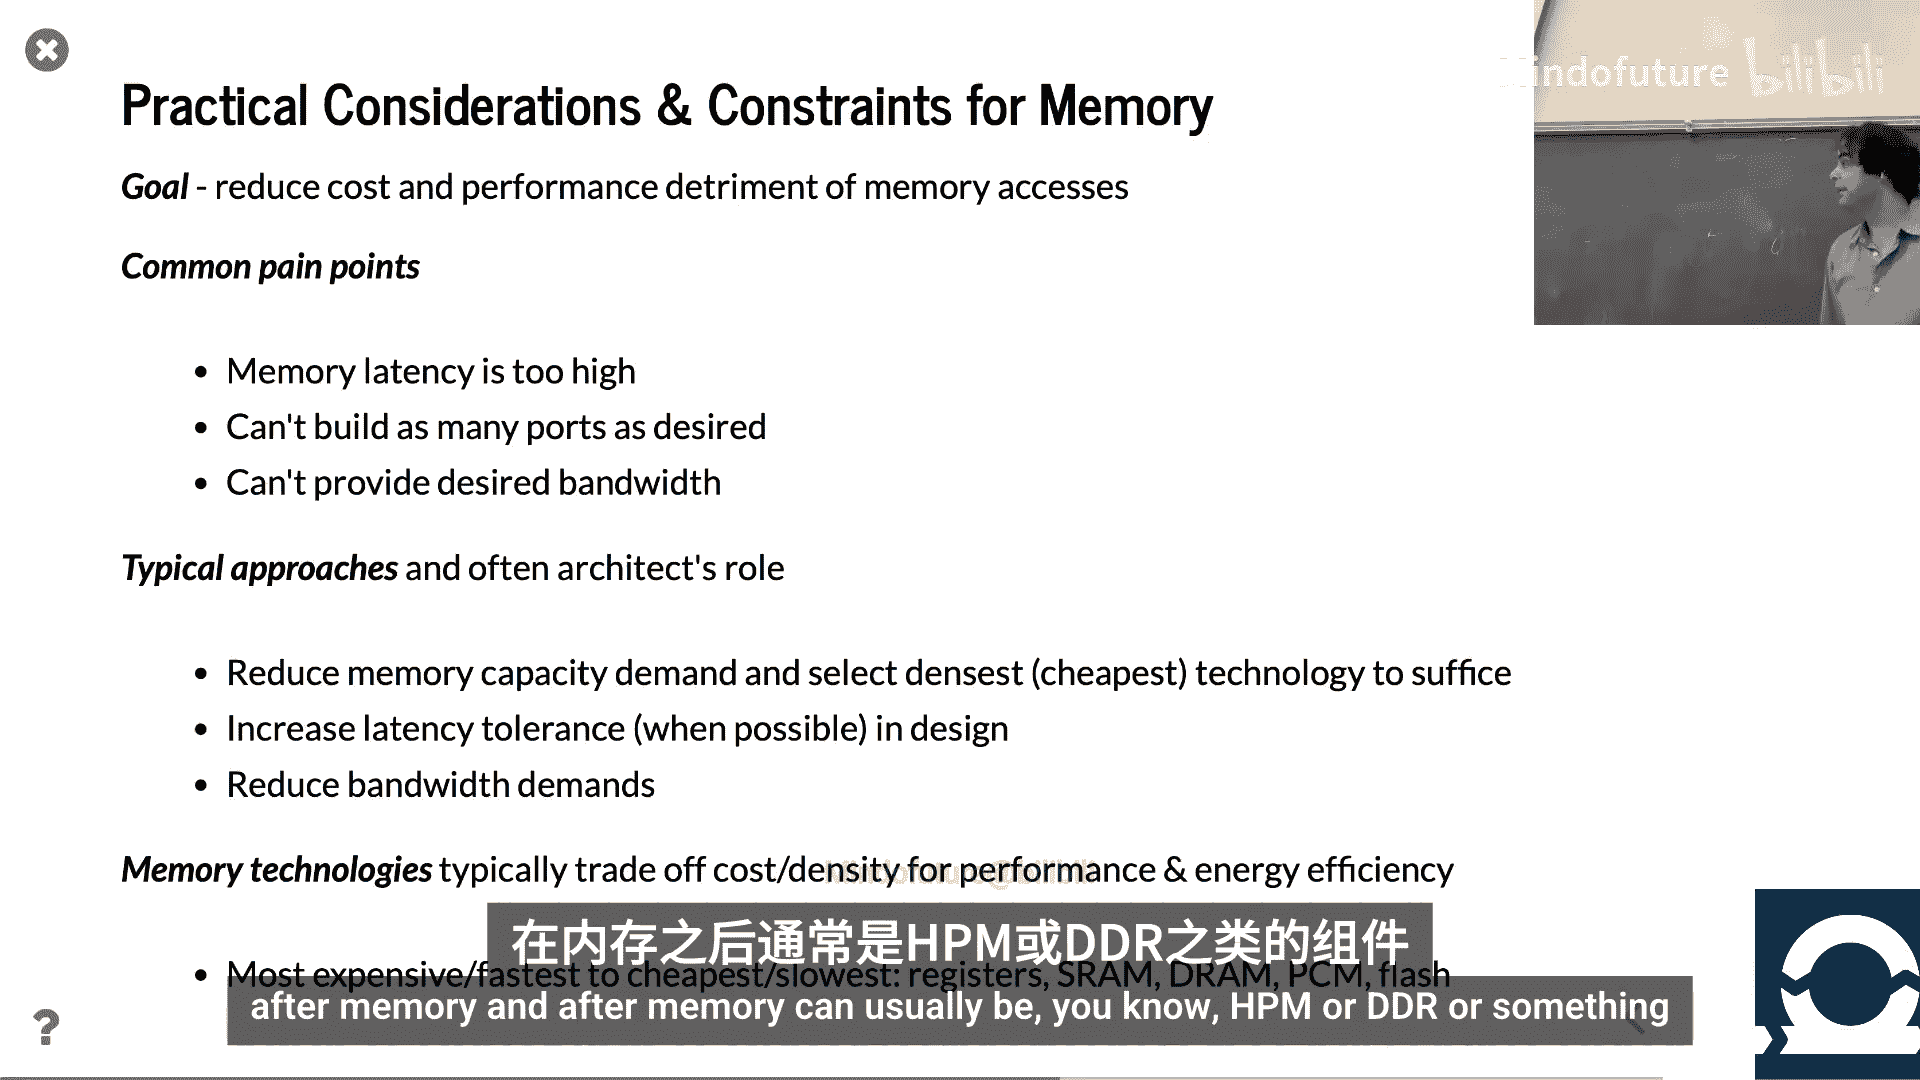 Practical Considerations & Constraints for Memory
indofuture bilibili
Goal - reduce cost and performance detriment of memory accesses
Common pain points
• Memory latency is too high
• Can't build as many ports as desired
• Can't provide desired bandwidth
Typical approaches and often architect's role
• Reduce memory capacity demand and select densest (cheapest) technology to suffice
• Increase latency tolerance (when possible) in design
• Reduce bandwidth demands
Memory technologies typically trade off cost/density for performance & energy efficiency
在内存之后通常是HPM或DDR之类的组件
• Most expensive/fastest to cheapest/slowest: registers, SRAM, DRAM, PCM, flash
after memory and after memory can usually be, you know, HPM or DDR or something
?